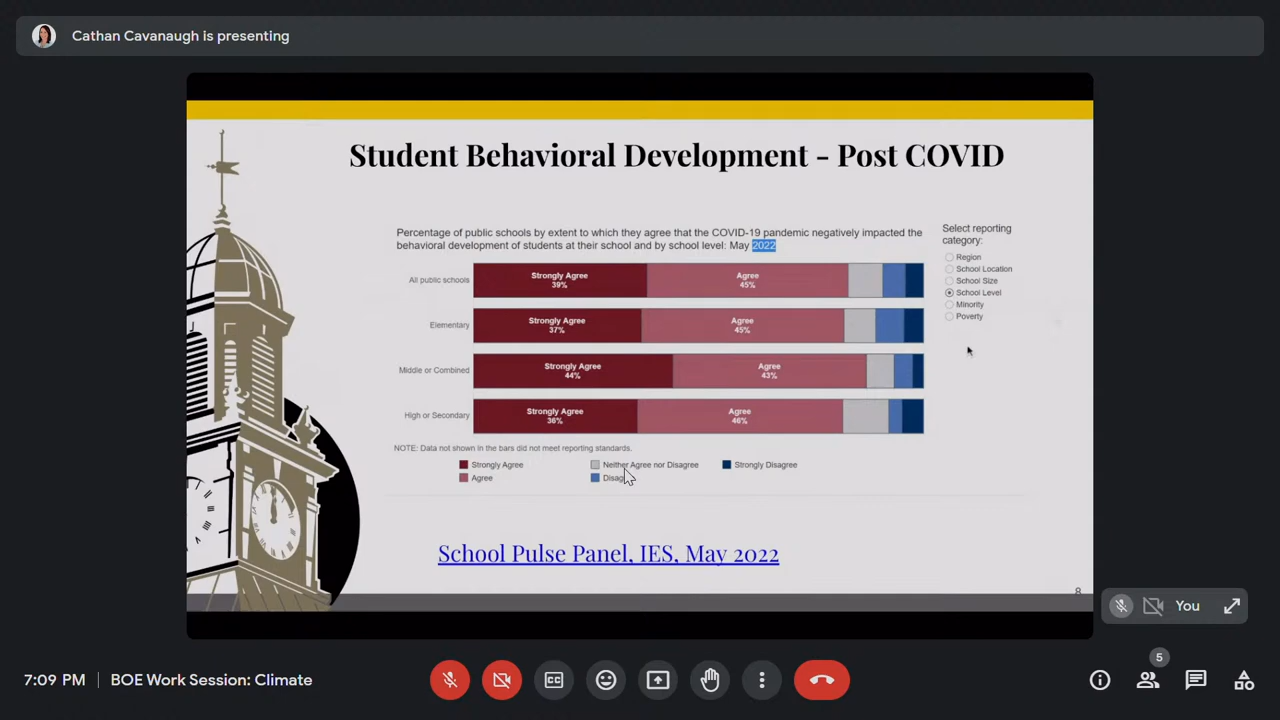 Cathan Cavanaugh is presenting
Student Behavioral Development - Post COVID
Percentage of public schools by extent to which they agree that the COVID-19 pandemic negatively impacted the
behavioral development of students at their school and by school level: May 2022
Select reporting
category:
Region
School Location
School Size
School Level
Minority
Poverty
All public schools
Strongly Agree
39%
Agree
45%
Elementary
Strongly Agree
37%
Agree
45%
Middle or Combined
Strongly Agree
44%
Agree
43%
High or Secondary
Strongly Agree
36%
Agree
46%
NOTE: Data not shown in the bars did not meet reporting standards.
Strongly Agree
Neither Agree nor Disagree
Strongly Disagree
Agree
School Pulse Panel, IES, May 2022
8
You
5
7:09 PM | BOE Work Session: Climate
CC